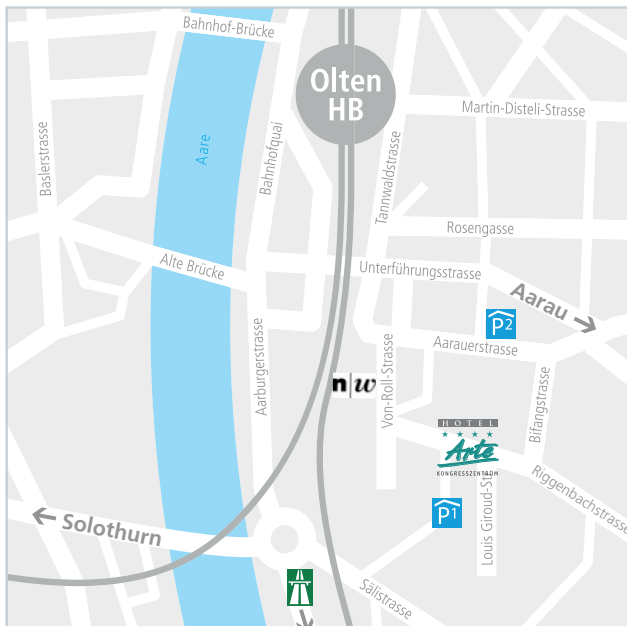 Bahnhof-Brücke
Olten
HB
Martin-Disteli-Strasse
Baslerstrasse
Aare
Bahnhofquai
Tannwaldstrasse
Rosengasse
Alte Brücke
Unterführungsstrasse
Aarau
P2
Aarauerstrasse
Aarburgerstrasse
Von-Roll-Strasse
n|w
Bifangstrasse
HOTEL
Arte
KONGRESSZENTRUM
Riggenbachstrasse
Louis Giroud-St
P1
Solothurn
Sälistrasse